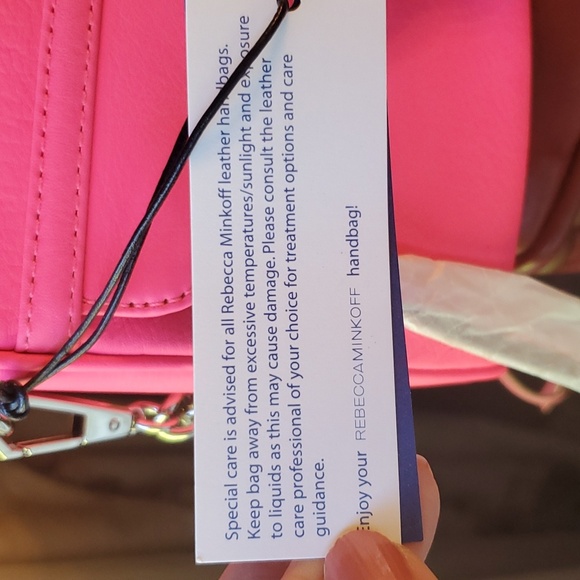 Special care is advised for all Rebecca Minkoff leather handbags.
Keep bag away from excessive temperatures/sunlight and exposure
to liquids as this may cause damage. Please consult the leather
care professional of your choice for treatment options and care
guidance.
Enjoy your REBECCAMINKOFF handbag!